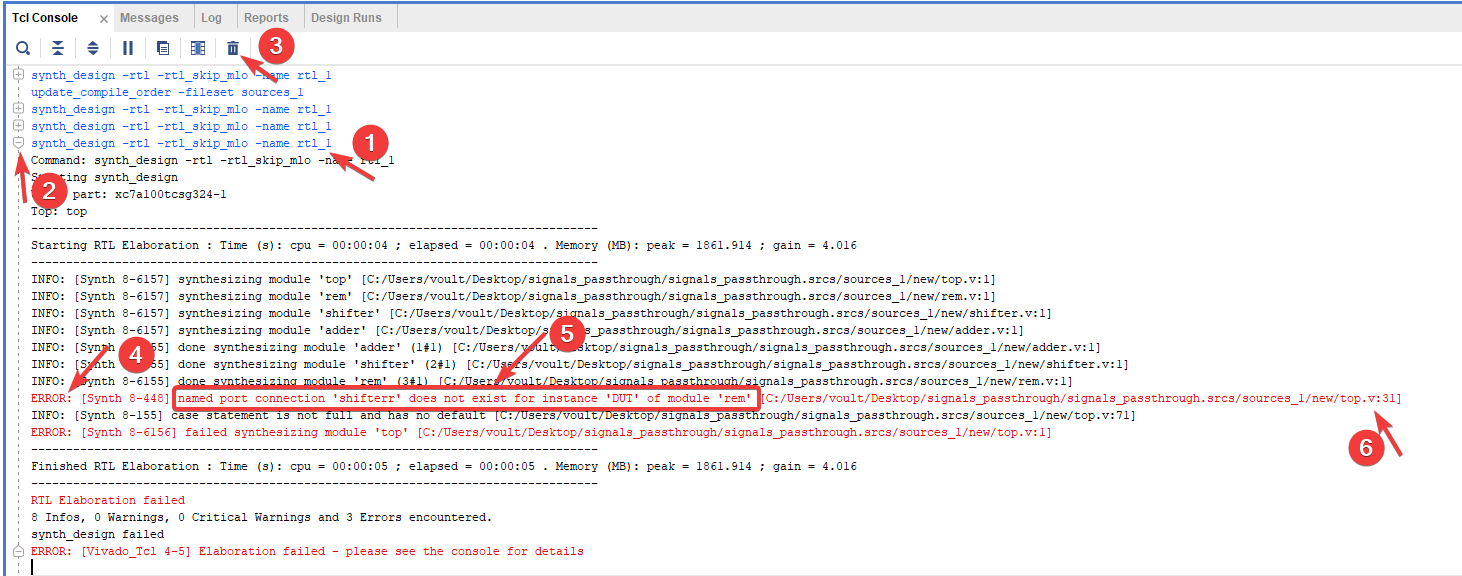 Tcl Console × Messages Log Reports Design Runs
3
synth_design -rtl -rtl_skip_mlo -name rtl_1
update_compile_order -fileset sources_1
synth_design -rtl -rtl_skip_mlo -name rtl_1
synth_design -rtl -rtl_skip_mlo -name rtl_1
synth_design -rtl -rtl_skip_mlo -name rtl_1
1
Command: synth_design -rtl -rtl_skip_mlo -name rtl_1
Starting synth_design
2 part: xc7a100tcsg324-1
Top: top
---------------------------------------------------------------------------------
Starting RTL Elaboration : Time (s): cpu = 00:00:04 ; elapsed = 00:00:04 . Memory (MB): peak = 1861.914 ; gain = 4.016
---------------------------------------------------------------------------------
INFO: [Synth 8-6157] synthesizing module 'top' [C:/Users/voult/Desktop/signals_passthrough/signals_passthrough.srcs/sources_1/new/top.v:1]
INFO: [Synth 8-6157] synthesizing module 'rem' [C:/Users/voult/Desktop/signals_passthrough/signals_passthrough.srcs/sources_1/new/rem.v:1]
INFO: [Synth 8-6157] synthesizing module 'shifter' [C:/Users/voult/Desktop/signals_passthrough/signals_passthrough.srcs/sources_1/new/shifter.v:1]
INFO: [Synth 8-6157] synthesizing module 'adder' [C:/Users/voult/Desktop/signals_passthrough/signals_passthrough.srcs/sources_1/new/adder.v:1]
5
INFO: [Synth 8-6155] done synthesizing module 'adder' (1#1) [C:/Users/voult/Desktop/signals_passthrough/signals_passthrough.srcs/sources_1/new/adder.v:1]
4
INFO: [Synth 8-6155] done synthesizing module 'shifter' (2#1) [C:/Users/voult/Desktop/signals_passthrough/signals_passthrough.srcs/sources_1/new/shifter.v:1]
INFO: [Synth 8-6155] done synthesizing module 'rem' (3#1) [C:/Users/voult/Desktop/signals_passthrough/signals_passthrough.srcs/sources_1/new/rem.v:1]
ERROR: [Synth 8-448] named port connection 'shifterr' does not exist for instance 'DUT' of module 'rem' [C:/Users/voult/Desktop/signals_passthrough/signals_passthrough.srcs/sources_1/new/top.v:31]
INFO: [Synth 8-155] case statement is not full and has no default [C:/Users/voult/Desktop/signals_passthrough/signals_passthrough.srcs/sources_1/new/top.v:71]
ERROR: [Synth 8-6156] failed synthesizing module 'top' [C:/Users/voult/Desktop/signals_passthrough/signals_passthrough.srcs/sources_1/new/top.v:1]
6
---------------------------------------------------------------------------------
Finished RTL Elaboration : Time (s): cpu = 00:00:05 ; elapsed = 00:00:05 . Memory (MB): peak = 1861.914 ; gain = 4.016
---------------------------------------------------------------------------------
RTL Elaboration failed
8 Infos, 0 Warnings, 0 Critical Warnings and 3 Errors encountered.
synth_design failed
ERROR: [Vivado_Tcl 4-5] Elaboration failed - please see the console for details